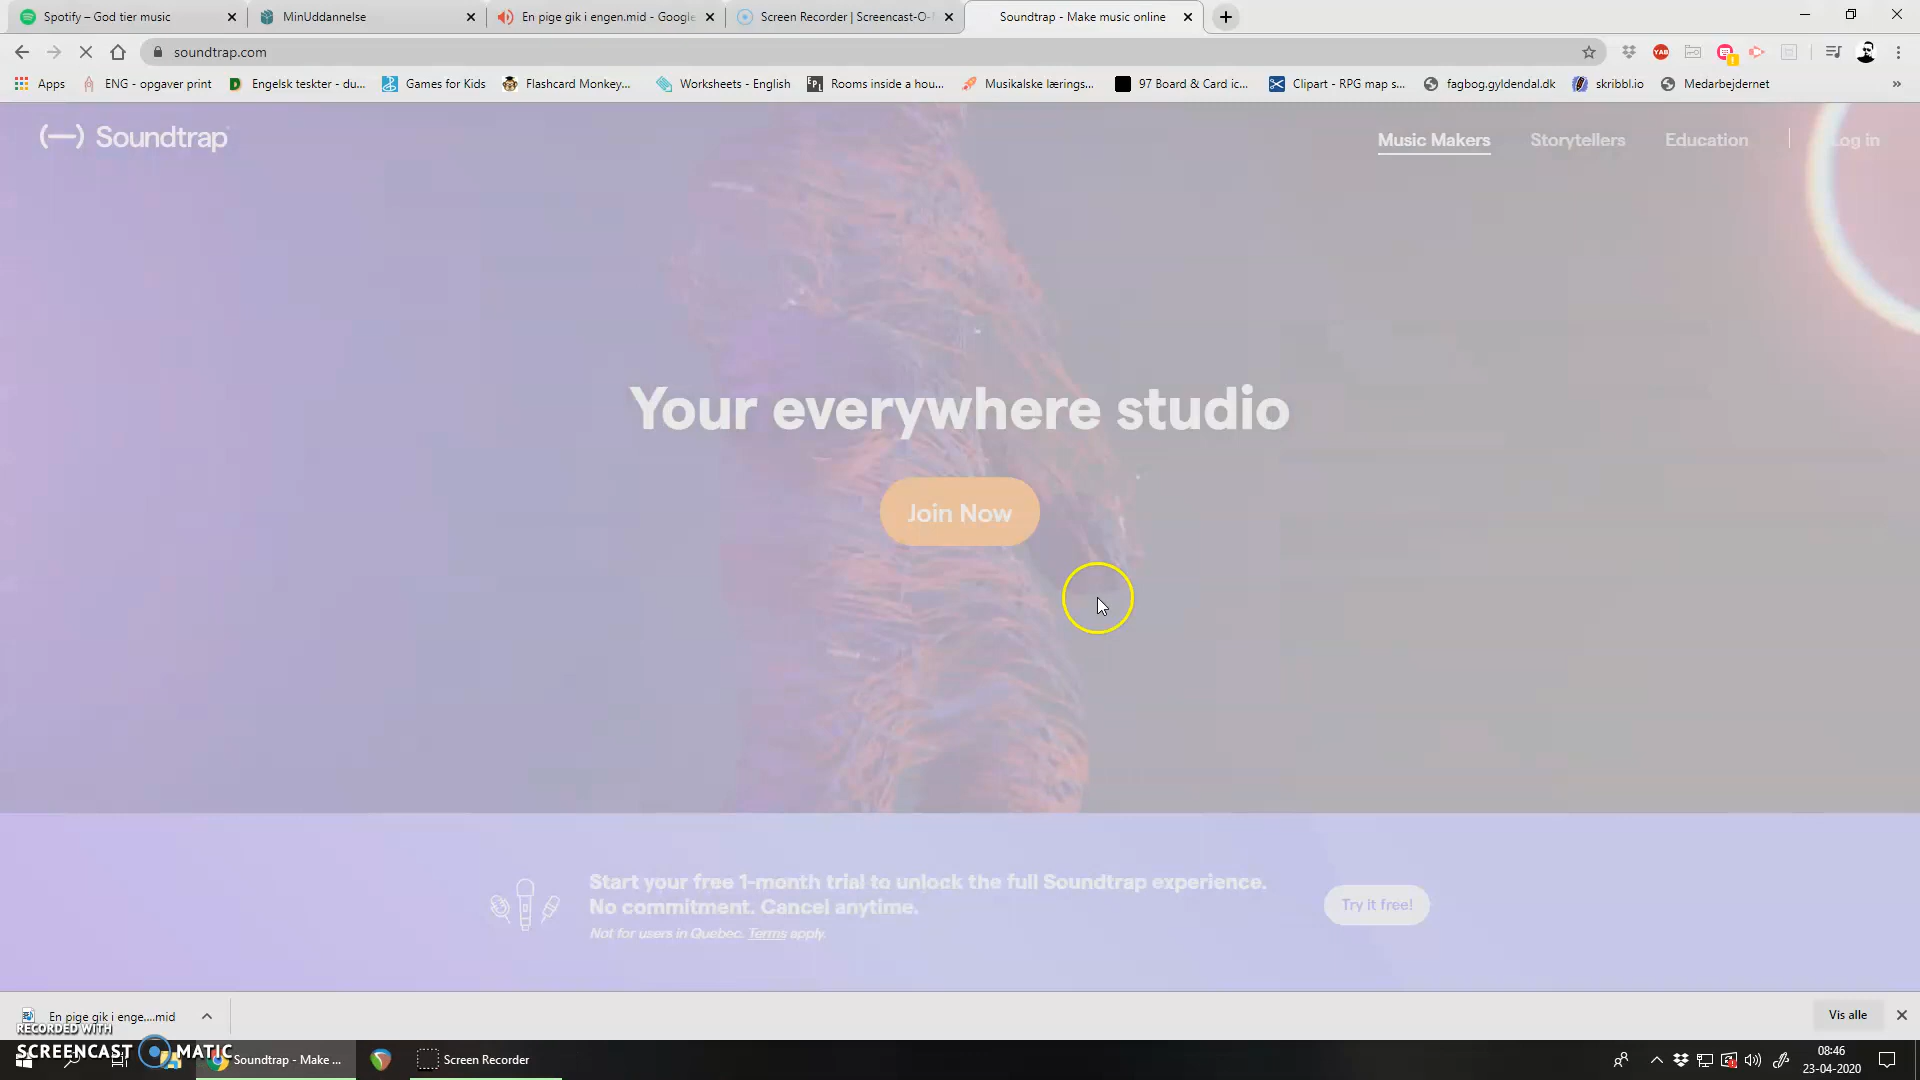 Spotify – God tier music
MinUddannelse
En pige gik i engen.mid - Google
Screen Recorder | Screencast-O-
Soundtrap - Make music online
soundtrap.com
Apps
ENG - opgaver print
Engelsk teskter - du...
Games for Kids
Flashcard Monkey...
Worksheets - English
Rooms inside a hou...
Musikalske lærings...
97 Board & Card ic...
Clipart - RPG map s...
fagbog.gyldendal.dk
skribbl.io
Medarbejdernet
»
Soundtrap
Music Makers
Storytellers
Education
Log in
Your everywhere studio
Join Now
Start your free 1-month trial to unlock the full Soundtrap experience.
No commitment. Cancel anytime.
Not for users in Quebec. Terms apply.
Try it free!
En pige gik i enge....mid
Vis alle
RECORDED WITH
SCREENCAST MATIC
Soundtrap - Make ...
Screen Recorder
08:46
23-04-2020